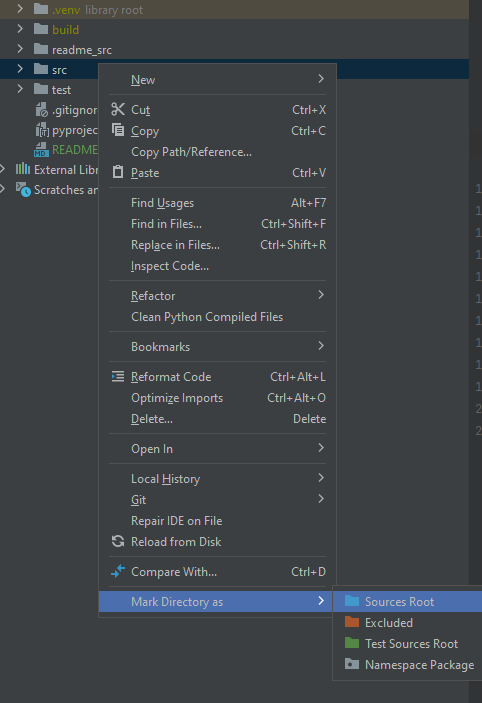 .venv library root
build
readme_src
src
test
.gitignor
pyproject
README
External Lib
Scratches an
New
Cut Ctrl+X
Copy Ctrl+C
Copy Path/Reference...
Paste Ctrl+V
Find Usages Alt+F7
Find in Files... Ctrl+Shift+F
Replace in Files... Ctrl+Shift+R
Inspect Code...
Refactor
Clean Python Compiled Files
Bookmarks
Reformat Code Ctrl+Alt+L
Optimize Imports Ctrl+Alt+O
Delete... Delete
Open In
Local History
Git
Repair IDE on File
Reload from Disk
Compare With... Ctrl+D
Mark Directory as
Sources Root
Excluded
Test Sources Root
Namespace Package